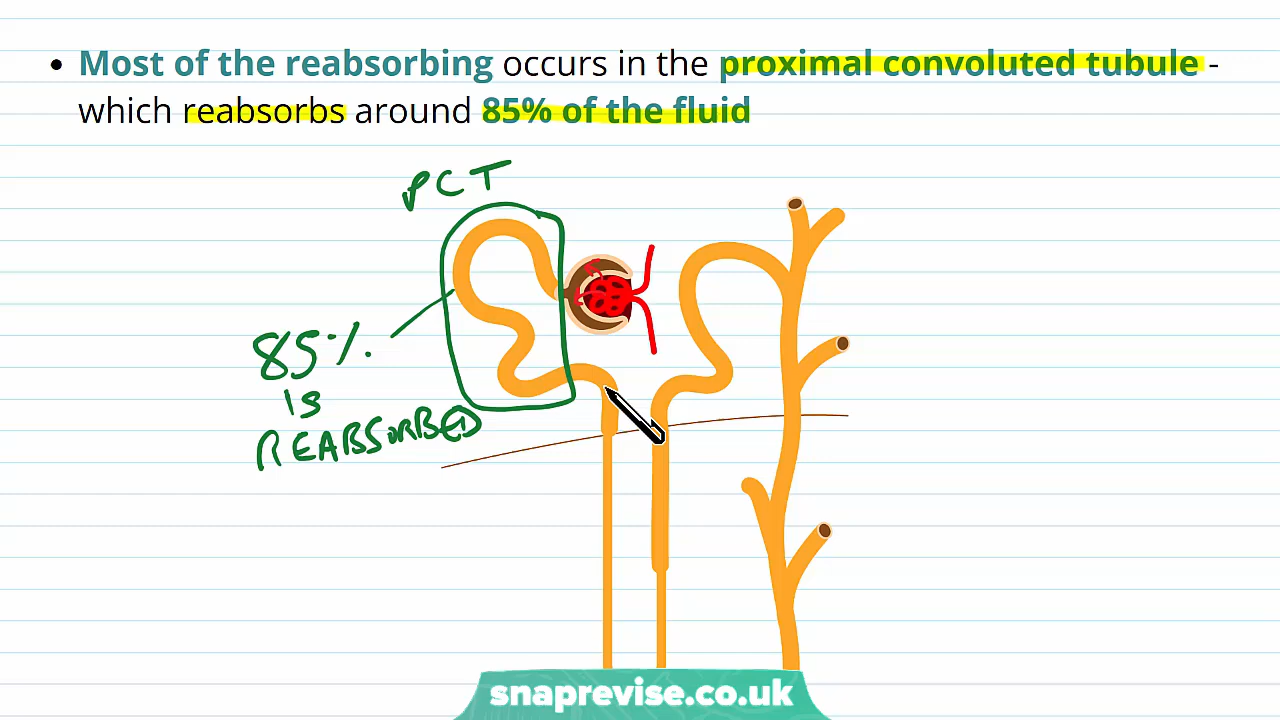 • Most of the reabsorbing occurs in the proximal convoluted tubule -
which reabsorbs around 85% of the fluid
PCT
85%
IS
REABSORBED
snaprevise.co.uk